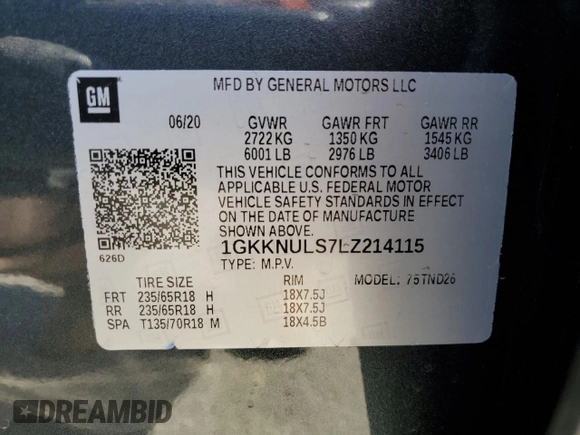 GM
MFD BY GENERAL MOTORS LLC
06/20 GVWR GAWR FRT GAWR RR
2722 KG 1350 KG 1545 KG
6001 LB 2976 LB 3406 LB
THIS VEHICLE CONFORMS TO ALL
APPLICABLE U.S. FEDERAL MOTOR
VEHICLE SAFETY STANDARDS IN EFFECT
ON THE DATE OF MANUFACTURE
SHOWN ABOVE.
626D
1GKKNULS7LZ214115
TYPE: M.P.V.
TIRE SIZE RIM MODEL: 75TND26
FRT 235/65R18 H 18X7.5J
RR 235/65R18 H 18X7.5J
SPA T135/70R18 M 18X4.5B
DREAMBID